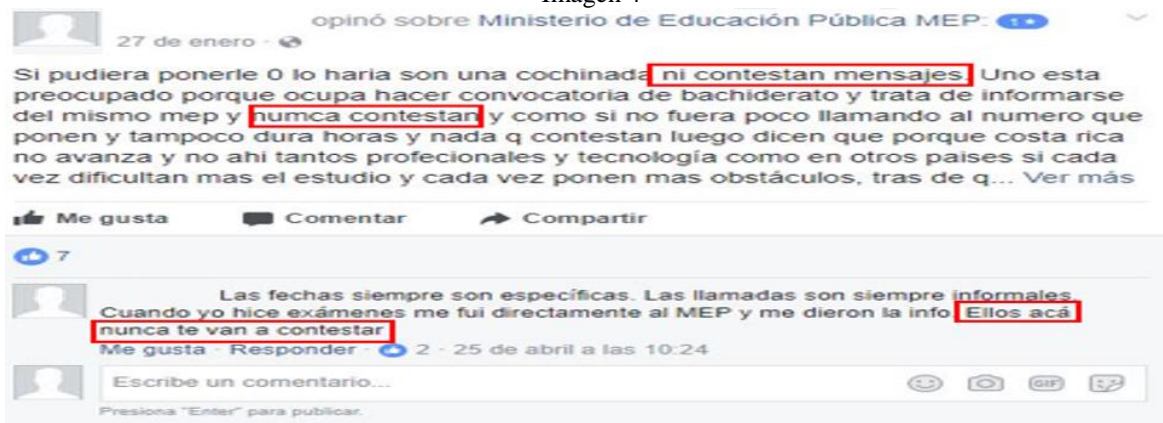 Imagen 4
opinó sobre Ministerio de Educación Pública MEP: 1★
27 de enero ·
Si pudiera ponerle 0 lo haria son una cochinada ni contestan mensajes. Uno esta
preocupado porque ocupa hacer convocatoria de bachiderato y trata de informarse
del mismo mep y numca contestan y como si no fuera poco llamando al numero que
ponen y tampoco dura horas y nada q contestan luego dicen que porque costa rica
no avanza y no ahi tantos profecionales y tecnología como en otros paises si cada
vez dificultan mas el estudio y cada vez ponen mas obstáculos, tras de q... Ver más
Me gusta Comentar Compartir
7
Las fechas siempre son específicas. Las llamadas son siempre informales.
Cuando yo hice exámenes me fui directamente al MEP y me dieron la info. Ellos acá
nunca te van a contestar
Me gusta · Responder · 2 · 25 de abril a las 10:24
Escribe un comentario...
GIF
Presiona "Enter" para publicar.